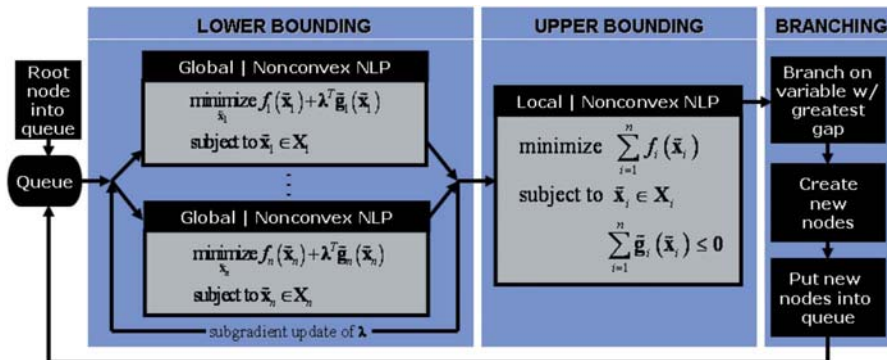 LOWER BOUNDING
UPPER BOUNDING
BRANCHING
Root
node
into
queue
Queue
Global | Nonconvex NLP
minimize f₁(x̃₁)+λᵀg̃₁(x̃₁)
x̃₁
subject to x̃₁ ∈ X₁
⋮
Global | Nonconvex NLP
minimize fₙ(x̃ₙ)+λᵀg̃ₘ(x̃ₙ)
x̃ₙ
subject to x̃ₙ ∈ Xₙ
subgradient update of λ
Local | Nonconvex NLP
minimize ∑ᵢ₌₁ⁿ fᵢ(x̃ᵢ)
subject to x̃ᵢ ∈ Xᵢ
∑ᵢ₌₁ⁿ g̃ᵢ(x̃ᵢ) ≤ 0
Branch on
variable w/
greatest
gap
Create
new
nodes
Put new
nodes into
queue